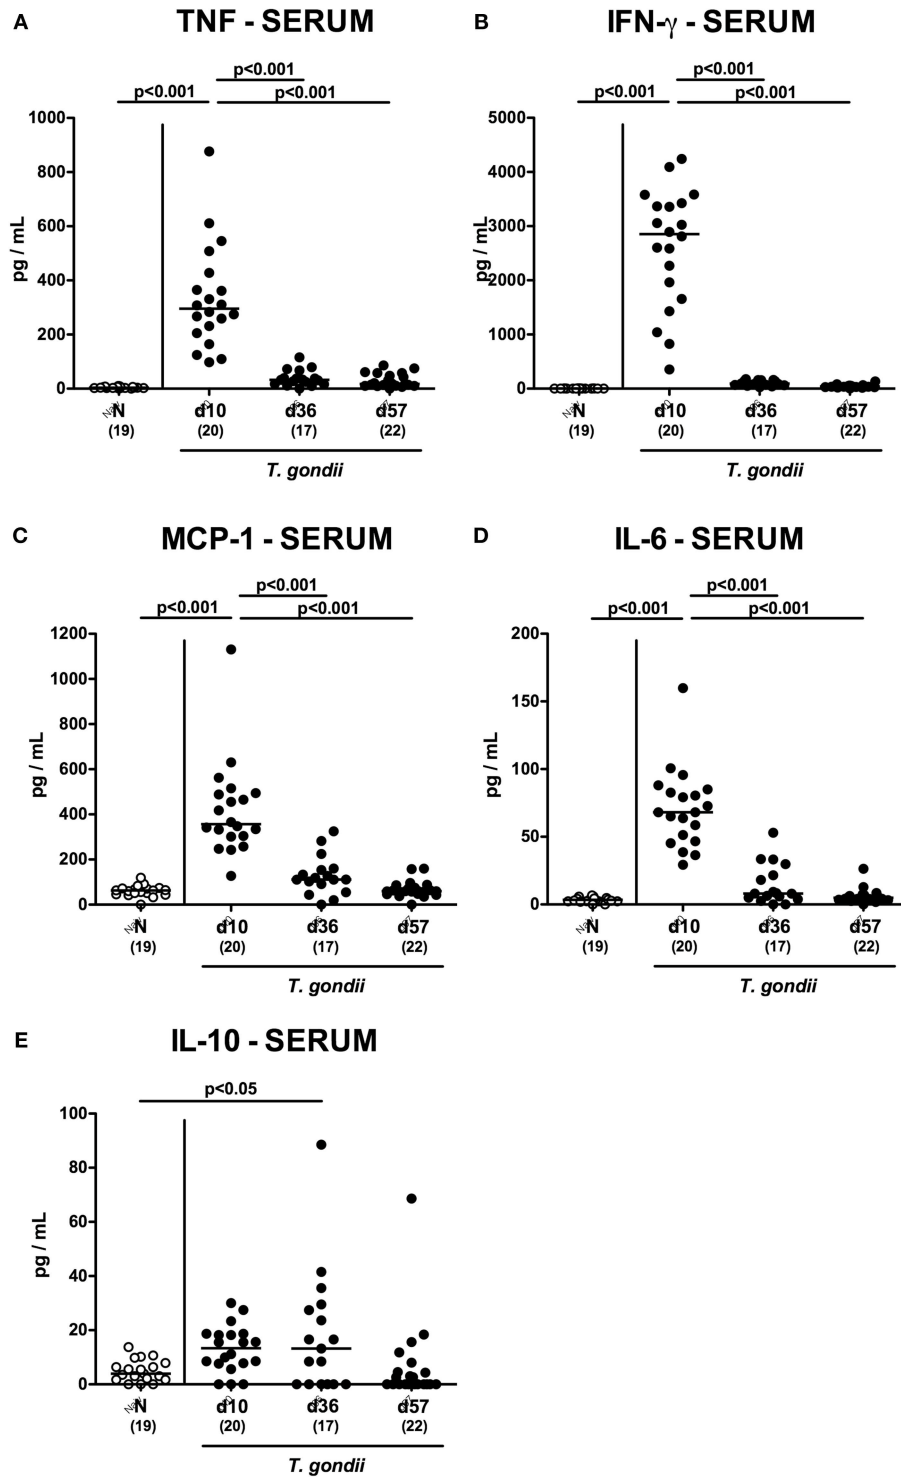 A
TNF - SERUM
p<0.001
p<0.001
p<0.001
1000
800
600
400
200
0
pg / mL
N
d10
d36
d57
(19)
(20)
(17)
(22)
T. gondii
B
IFN-γ - SERUM
p<0.001
p<0.001
p<0.001
5000
4000
3000
2000
1000
0
pg / mL
N
d10
d36
d57
(19)
(20)
(17)
(22)
T. gondii
C
MCP-1 - SERUM
p<0.001
p<0.001
p<0.001
1200
1000
800
600
400
200
0
pg / mL
N
d10
d36
d57
(19)
(20)
(17)
(22)
T. gondii
D
IL-6 - SERUM
p<0.001
p<0.001
p<0.001
200
150
100
50
0
pg / mL
N
d10
d36
d57
(19)
(20)
(17)
(22)
T. gondii
E
IL-10 - SERUM
p<0.05
100
80
60
40
20
0
pg / mL
N
d10
d36
d57
(19)
(20)
(17)
(22)
T. gondii